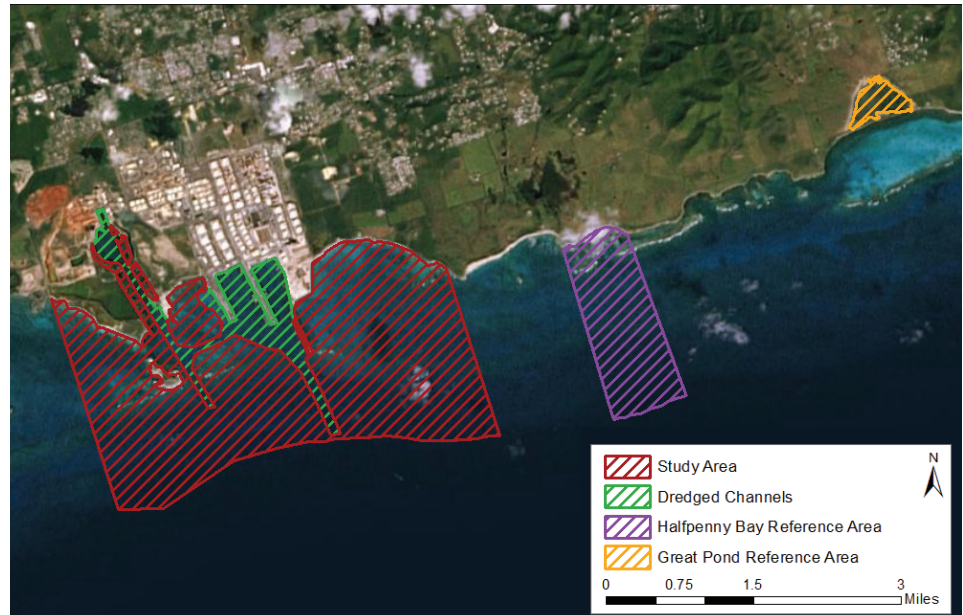 Study Area
N
Dredged Channels
Halfpenny Bay Reference Area
Great Pond Reference Area
0 0.75 1.5 3
Miles